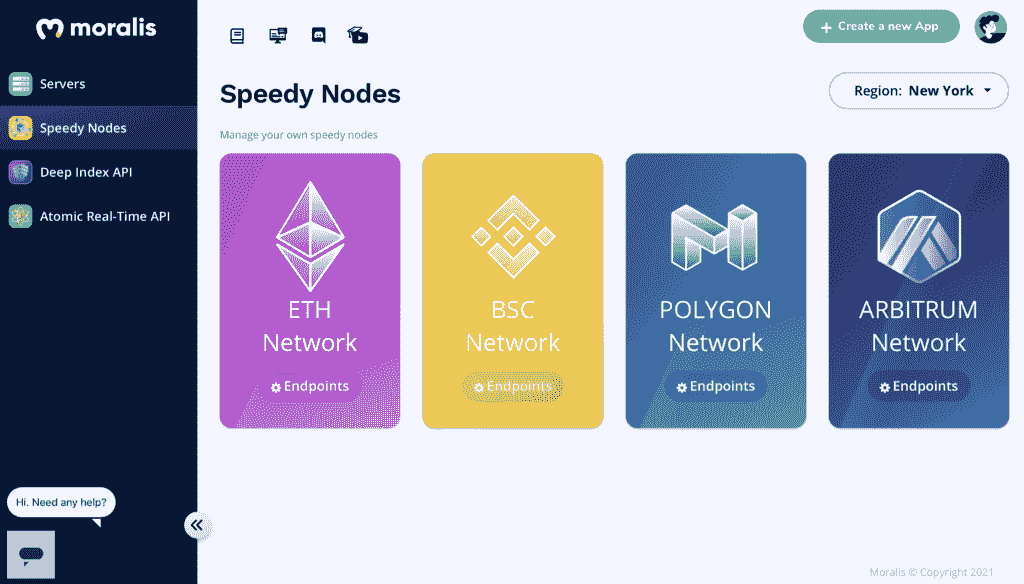 moralis
Servers
Speedy Nodes
Deep Index API
Atomic Real-Time API
Hi. Need any help?
Create a new App
Speedy Nodes
Region: New York
Manage your own speedy nodes
ETH
Network
Endpoints
BSC
Network
Endpoints
POLYGON
Network
Endpoints
ARBITRUM
Network
Endpoints
Moralis © Copyright 2021